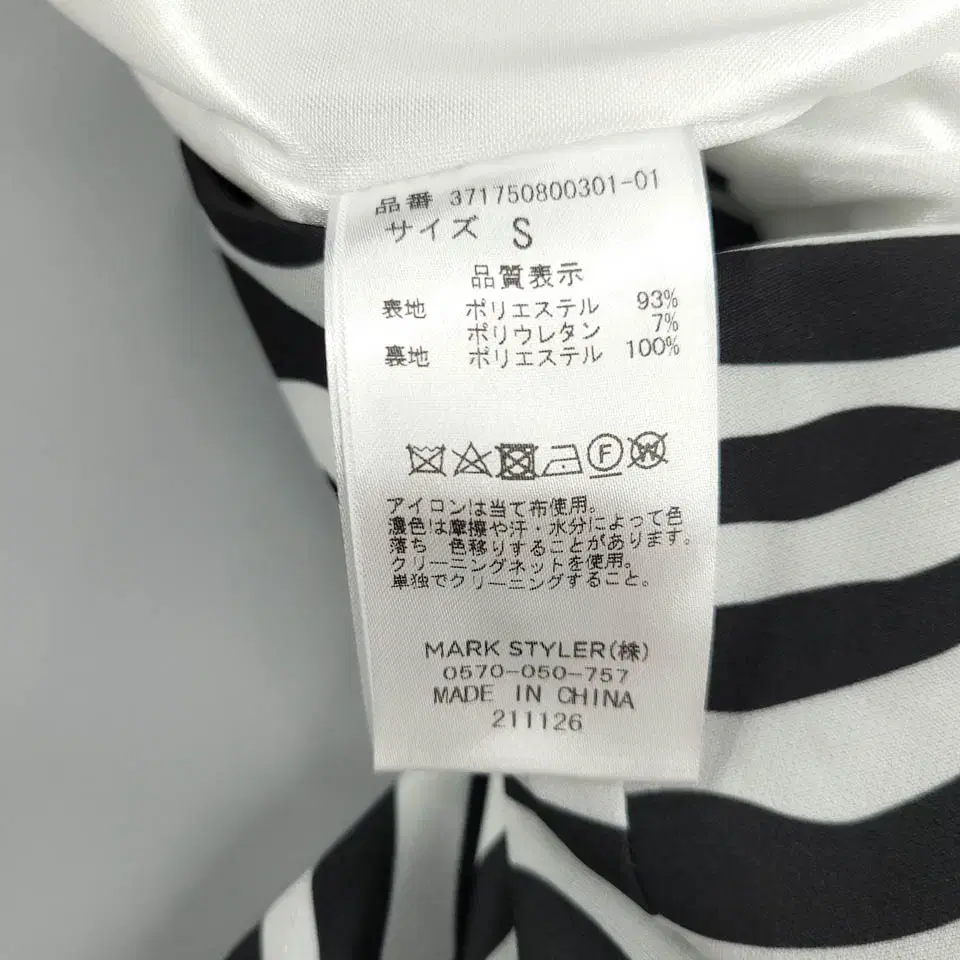 品番 371750800301-01
サイズ S
品質表示
表地 ポリエステル 93%
ポリウレタン 7%
裏地 ポリエステル 100%
F W
アイロンは当て布使用。
濃色は摩擦や汗・水分によって色
落ち 色移りすることがあります。
クリーニングネットを使用。
単独でクリーニングすること。
MARK STYLER(株)
0570-050-757
MADE IN CHINA
211126